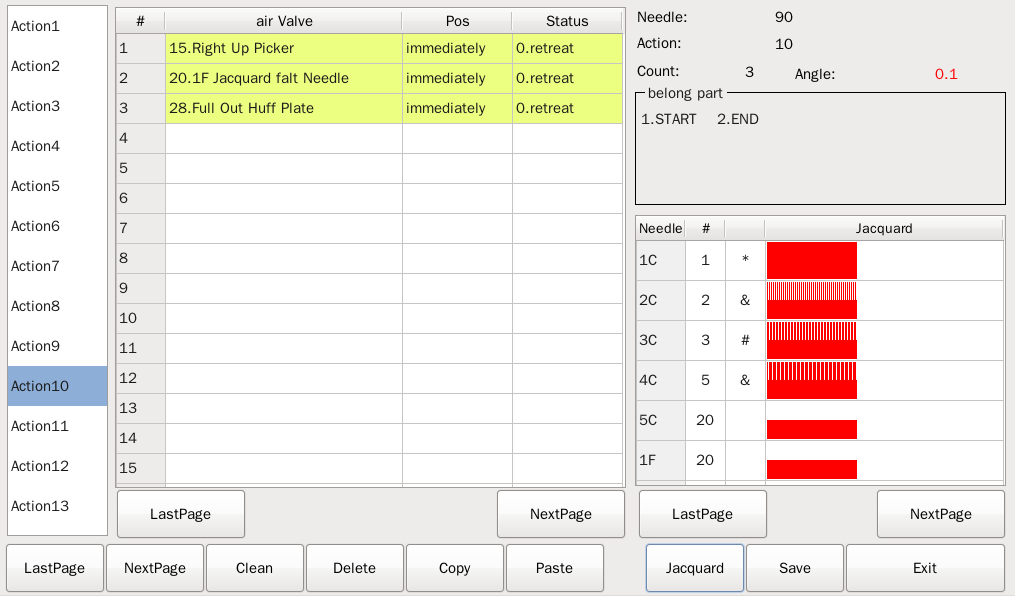 Action1
Action2
Action3
Action4
Action5
Action6
Action7
Action8
Action9
Action10
Action11
Action12
Action13
# air Valve Pos Status
1 15.Right Up Picker immediately 0.retreat
2 20.1F Jacquard falt Needle immediately 0.retreat
3 28.Full Out Huff Plate immediately 0.retreat
4
5
6
7
8
9
10
11
12
13
14
15
LastPage NextPage
Needle: 90
Action: 10
Count: 3 Angle: 0.1
belong part
1.START 2.END
Needle # Jacquard
1C 1 *
2C 2 &
3C 3 #
4C 5 &
5C 20
1F 20
LastPage NextPage
LastPage NextPage Clean Delete Copy Paste Jacquard Save Exit